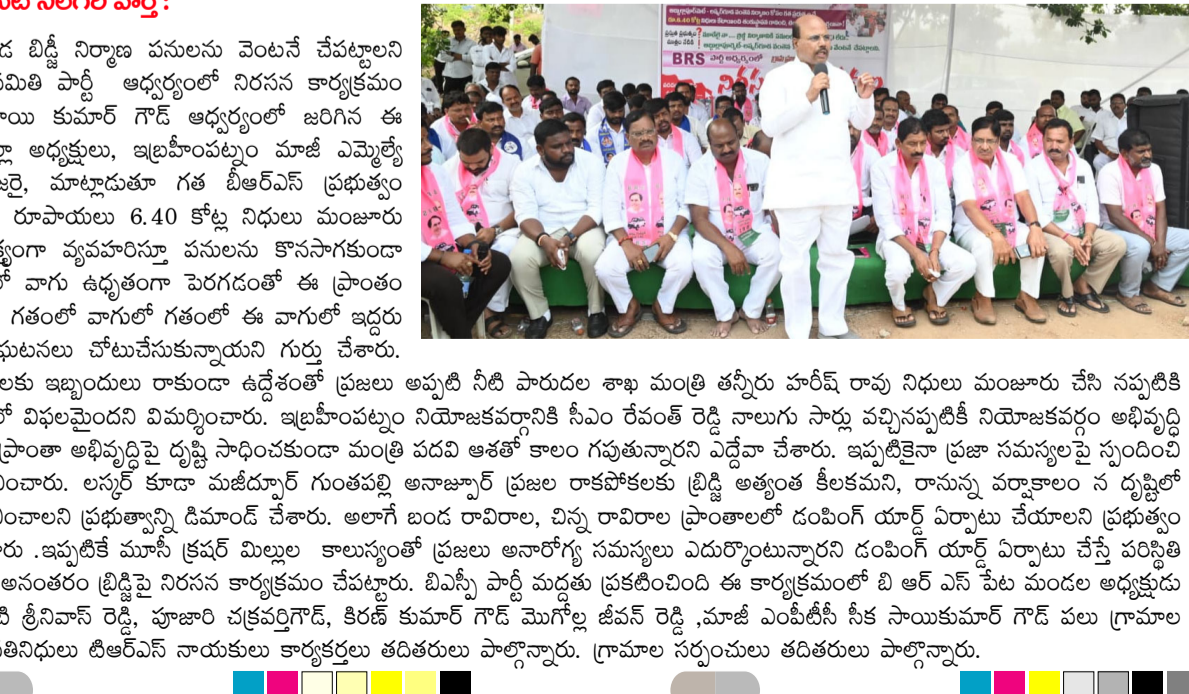 డ బ్రిడ్జీ నిర్మాణ పనులను వెంటనే చేపట్టాలని
సమితి పార్టీ ఆధ్వర్యంలో నిరసన కార్యక్రమం
సాయి కుమార్ గౌడ్ ఆధ్వర్యంలో జరిగిన ఈ
ల్లా అధ్యక్షులు, ఇబ్రహీంపట్నం మాజీ ఎమ్మెల్యే
జరై, మాట్లాడుతూ గత బీఆర్ఎస్ ప్రభుత్వం
రూపాయలు 6.40 కోట్ల నిధులు మంజూరు
క్ష్యంగా వ్యవహరిస్తూ పనులను కొనసాగకుండా
లో వాగు ఉధృతంగా పెరగడంతో ఈ ప్రాంతం
గతంలో వాగులో గతంలో ఈ వాగులో ఇద్దరు
ఘటనలు చోటుచేసుకున్నాయని గుర్తు చేశారు.
BRS పార్టీ ఆధ్వర్యంలో
లకు ఇబ్బందులు రాకుండా ఉద్దేశంతో ప్రజలు అప్పటి నీటి పారుదల శాఖ మంత్రి తన్నీరు హరీష్ రావు నిధులు మంజూరు చేసి నప్పటికి
లో విఫలమైందని విమర్శించారు. ఇబ్రహీంపట్నం నియోజకవర్గానికి సీఎం రేవంత్ రెడ్డి నాలుగు సార్లు వచ్చినప్పటికీ నియోజకవర్గం అభివృద్ధి
ప్రాంతా అభివృద్ధిపై దృష్టి సాధించకుండా మంత్రి పదవి ఆశతో కాలం గపుతున్నారని ఎద్దేవా చేశారు. ఇప్పటికైనా ప్రజా సమస్యలపై స్పందించి
ించారు. లస్కర్ కూడా మజీద్పూర్ గుంతపల్లి అనాజ్పూర్ ప్రజల రాకపోకలకు బ్రిడ్జి అత్యంత కీలకమని, రానున్న వర్షాకాలం న దృష్టిలో
ించాలని ప్రభుత్వాన్ని డిమాండ్ చేశారు. అలాగే బండ రావిరాల, చిన్న రావిరాల ప్రాంతాలలో డంపింగ్ యార్డ్ ఏర్పాటు చేయాలని ప్రభుత్వం
రు .ఇప్పటికే మూసీ క్రషర్ మిల్లుల కాలుస్యంతో ప్రజలు అనారోగ్య సమస్యలు ఎదుర్కొంటున్నారని డంపింగ్ యార్డ్ ఏర్పాటు చేస్తే పరిస్థితి
అనంతరం బ్రిడ్జిపై నిరసన కార్యక్రమం చేపట్టారు. బిఎస్పీ పార్టీ మద్దతు ప్రకటించింది ఈ కార్యక్రమంలో బి ఆర్ ఎస్ పేట మండల అధ్యక్షుడు
టి శ్రీనివాస్ రెడ్డి, పూజారి చక్రవర్తిగౌడ్, కిరణ్ కుమార్ గౌడ్ మొగోల్ల జీవన్ రెడ్డి ,మాజీ ఎంపీటీసీ సీక సాయికుమార్ గౌడ్ పలు గ్రామాల
తినిధులు టిఆర్ఎస్ నాయకులు కార్యకర్తలు తదితరులు పాల్గొన్నారు. గ్రామాల సర్పంచులు తదితరులు పాల్గొన్నారు.